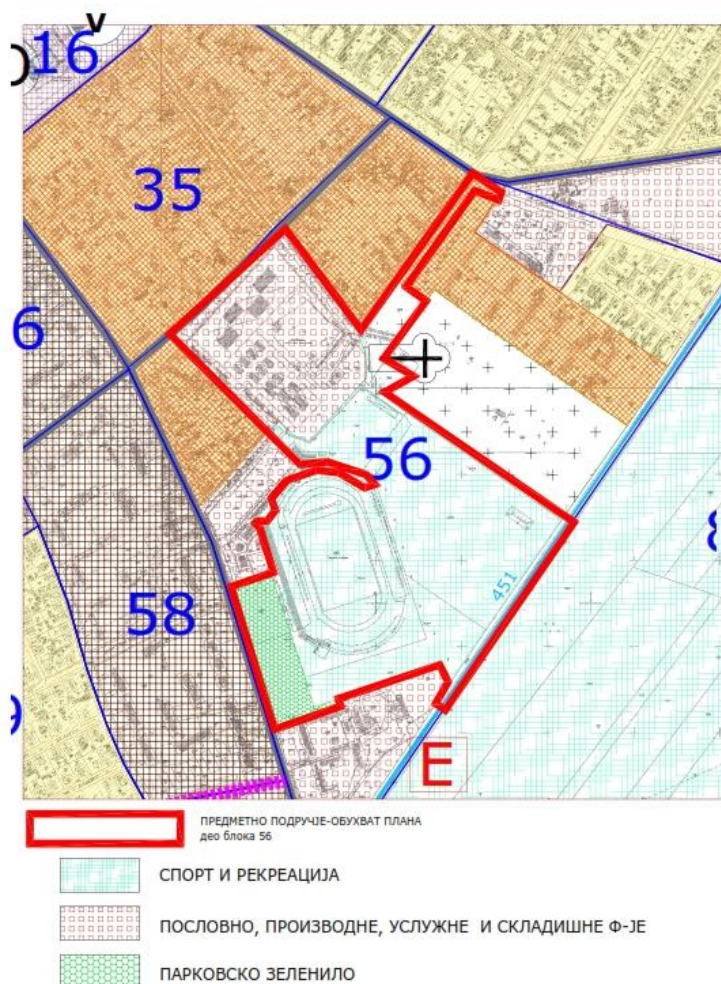 v
16
35
6
56
58
451
E
ПРЕДМЕТНО ПОДРУЧЈЕ-ОБУХВАТ ПЛАНА
део блока 56
СПОРТ И РЕКРЕАЦИЈА
ПОСЛОВНО, ПРОИЗВОДНЕ, УСЛУЖНЕ И СКЛАДИШНЕ Ф-ЈЕ
ПАРКОВСКО ЗЕЛЕНИЛО